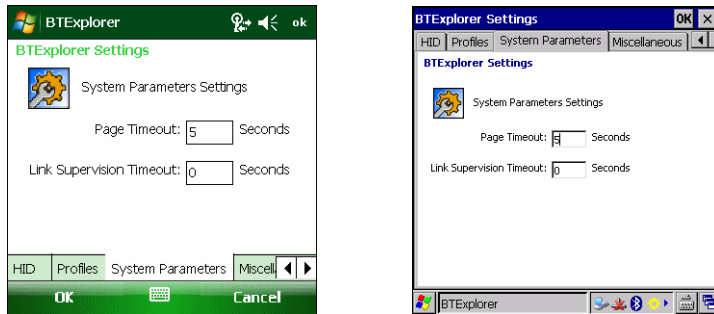 BTExplorer ok
BTExplorer Settings
System Parameters Settings
Page Timeout: 5 Seconds
Link Supervision Timeout: 0 Seconds
HID Profiles System Parameters Miscell
OK Cancel
BTExplorer Settings OK
HID Profiles System Parameters Miscellaneous
BTExplorer Settings
System Parameters Settings
Page Timeout: 5 Seconds
Link Supervision Timeout: 0 Seconds
BTExplorer